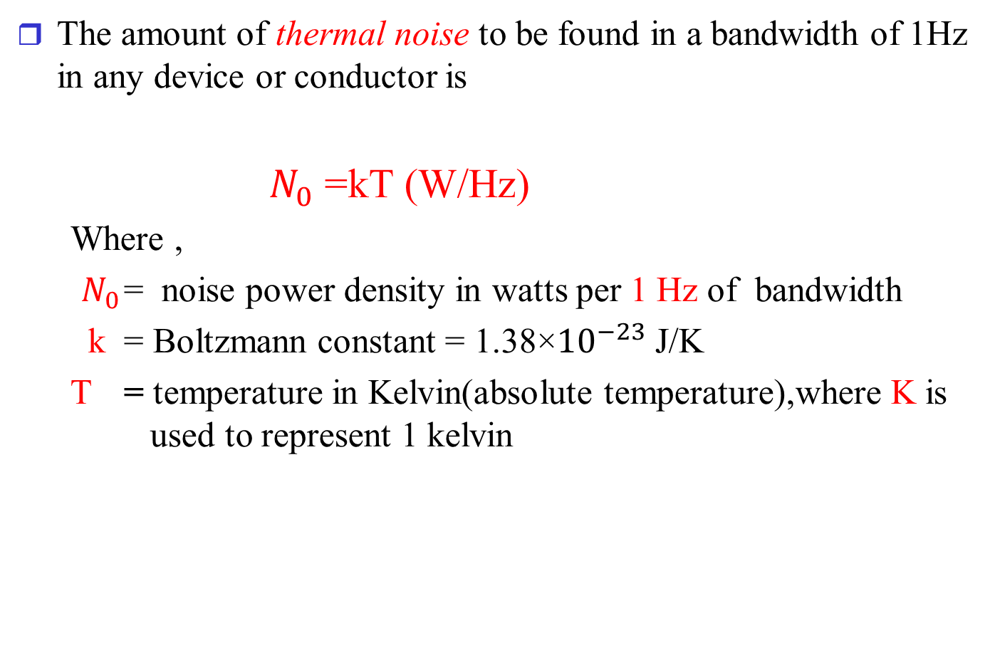 The amount of thermal noise to be found in a bandwidth of 1Hz
in any device or conductor is
N₀ =kT (W/Hz)
Where ,
N₀ = noise power density in watts per 1 Hz of bandwidth
k = Boltzmann constant = 1.38×10⁻²³ J/K
T = temperature in Kelvin(absolute temperature),where K is
used to represent 1 kelvin